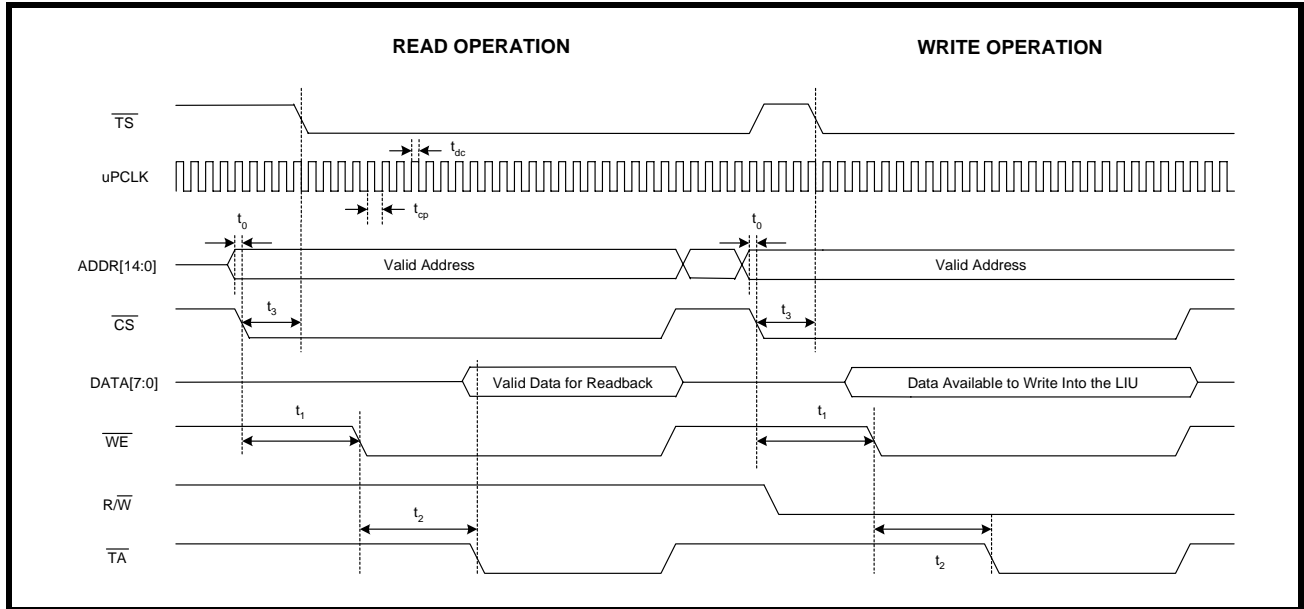 READ OPERATION WRITE OPERATION
TS
t_dc
uPCLK
t_cp
t_0 t_0
ADDR[14:0] Valid Address Valid Address
t_3 t_3
CS
DATA[7:0] Valid Data for Readback Data Available to Write Into the LIU
t_1 t_1
WE
R/W
t_2
TA t_2